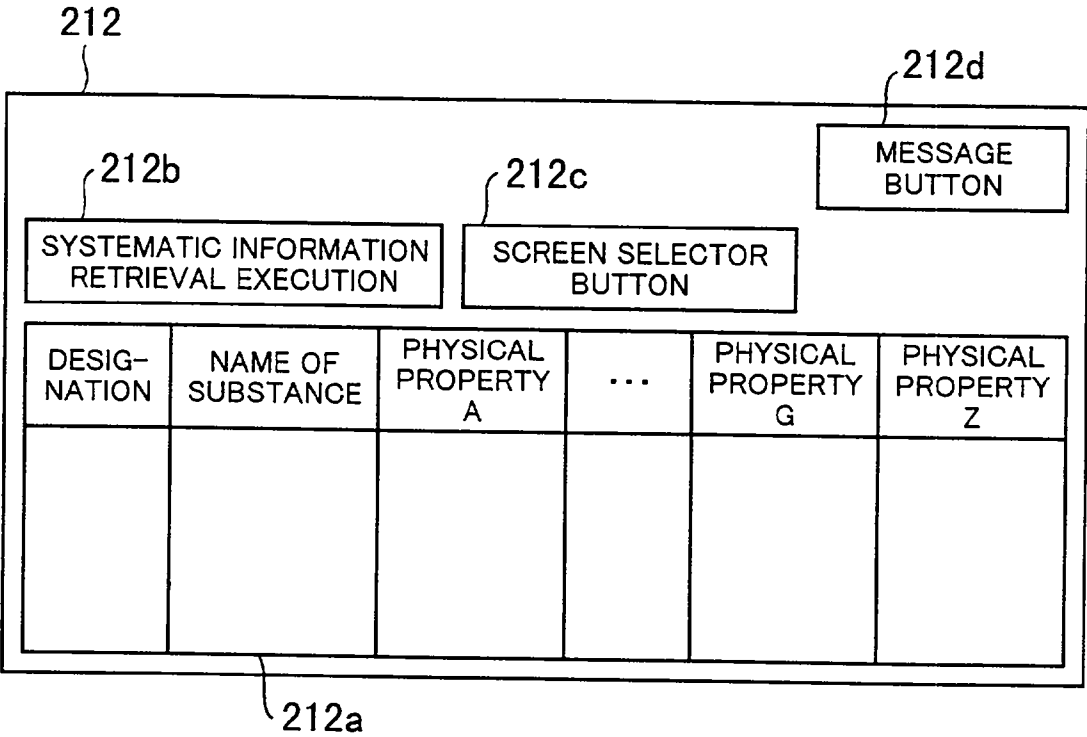 212
212d
MESSAGE
BUTTON
212b
212c
SYSTEMATIC INFORMATION
RETRIEVAL EXECUTION
SCREEN SELECTOR
BUTTON
DESIG-
NATION
NAME OF
SUBSTANCE
PHYSICAL
PROPERTY
A
...
PHYSICAL
PROPERTY
G
PHYSICAL
PROPERTY
Z
212a